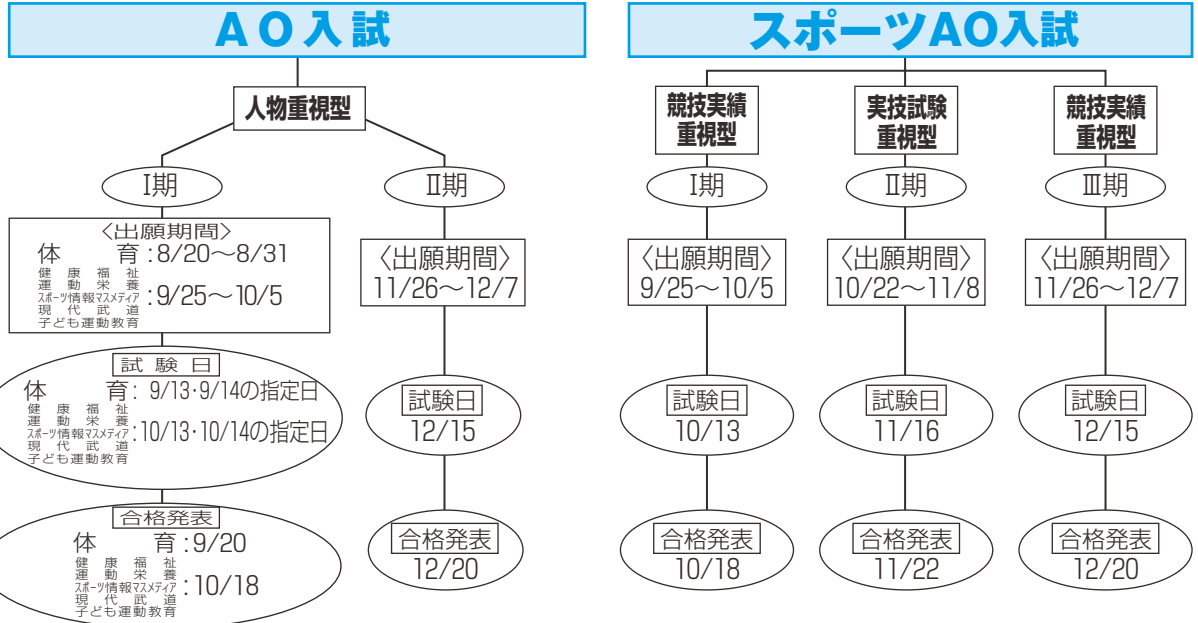 AO入試
人物重視型
Ⅰ期
〈出願期間〉
体育:8/20～8/31
健康福祉
運動栄養
スポーツ情報マスメディア
現代武道
子ども運動教育
:9/25～10/5
試験日
体育:9/13・9/14の指定日
健康福祉
運動栄養
スポーツ情報マスメディア
現代武道
子ども運動教育
:10/13・10/14の指定日
合格発表
体育:9/20
健康福祉
運動栄養
スポーツ情報マスメディア
現代武道
子ども運動教育
:10/18
Ⅱ期
〈出願期間〉
11/26～12/7
試験日
12/15
合格発表
12/20
スポーツAO入試
競技実績
重視型
Ⅰ期
〈出願期間〉
9/25～10/5
試験日
10/13
合格発表
10/18
実技試験
重視型
Ⅱ期
〈出願期間〉
10/22～11/8
試験日
11/16
合格発表
11/22
競技実績
重視型
Ⅲ期
〈出願期間〉
11/26～12/7
試験日
12/15
合格発表
12/20